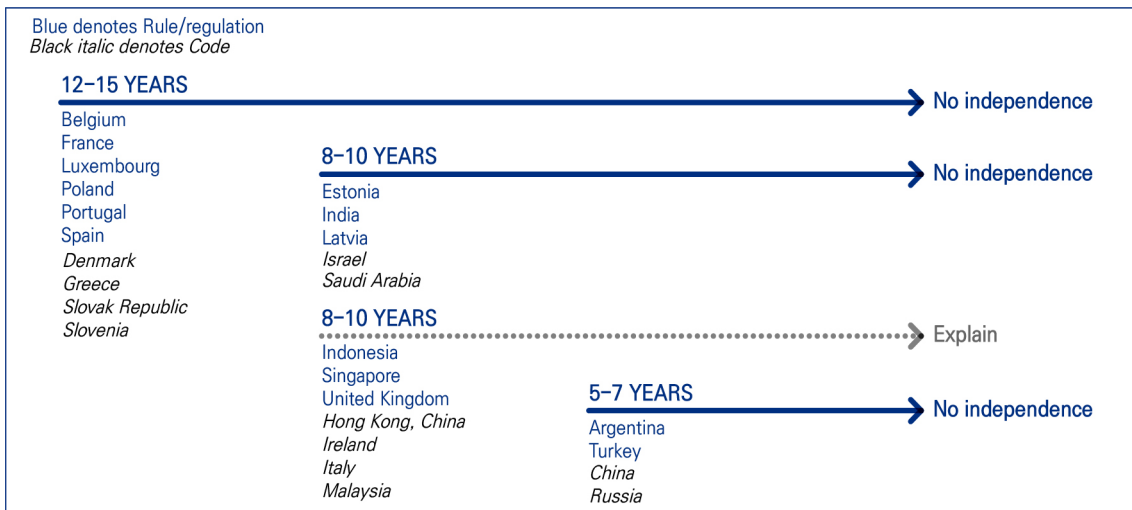 Blue denotes Rule/regulation
Black italic denotes Code
12–15 YEARS
No independence
Belgium
France
Luxembourg
Poland
Portugal
Spain
Denmark
Greece
Slovak Republic
Slovenia
8–10 YEARS
No independence
Estonia
India
Latvia
Israel
Saudi Arabia
8–10 YEARS
Explain
Indonesia
Singapore
United Kingdom
Hong Kong, China
Ireland
Italy
Malaysia
5–7 YEARS
No independence
Argentina
Turkey
China
Russia